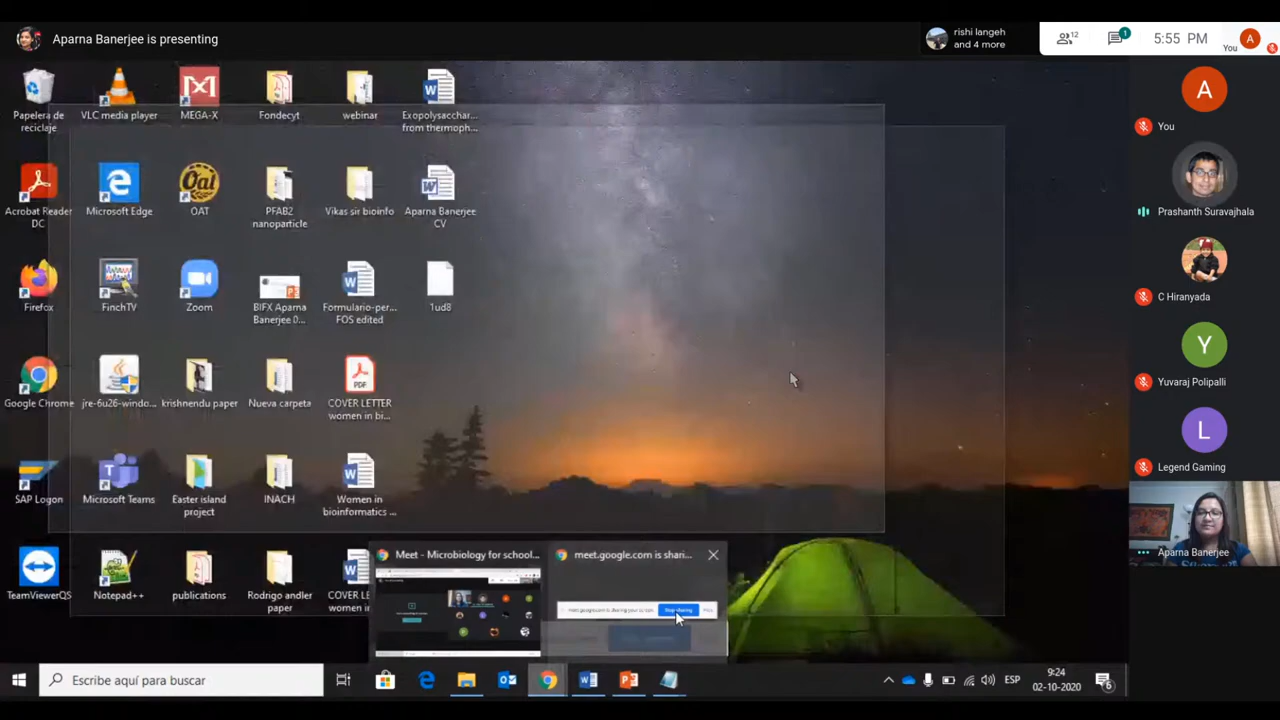 Aparna Banerjee is presenting
rishi langeh
and 4 more
12
1
5:55 PM
A
You
Papelera de
reciclaje
VLC media player
MEGA-X
Fondecyt
webinar
Exopolysacchar...
from thermoph...
Acrobat Reader
DC
Microsoft Edge
OAT
PFAB2
nanoparticle
Vikas sir bioinfo
Aparna Banerjee
CV
Firefox
FinchTV
Zoom
BIFX Aparna
Banerjee 0...
Formulario-per...
FOS edited
1ud8
Google Chrome
jre-6u26-windo...
krishnendu paper
Nueva carpeta
PDF
COVER LETTER
women in bi...
SAP Logon
Microsoft Teams
Easter island
project
INACH
Women in
bioinformatics ...
TeamViewerQS
Notepad++
publications
Rodrigo andler
paper
COVER LE
women in
Meet - Microbiology for school...
meet.google.com is shari...
Stop sharing
Escribe aquí para buscar
ESP
9:24
02-10-2020
6
A
You
Prashanth Suravajhala
C Hiranyada
Y
Yuvaraj Polipalli
L
Legend Gaming
Aparna Banerjee